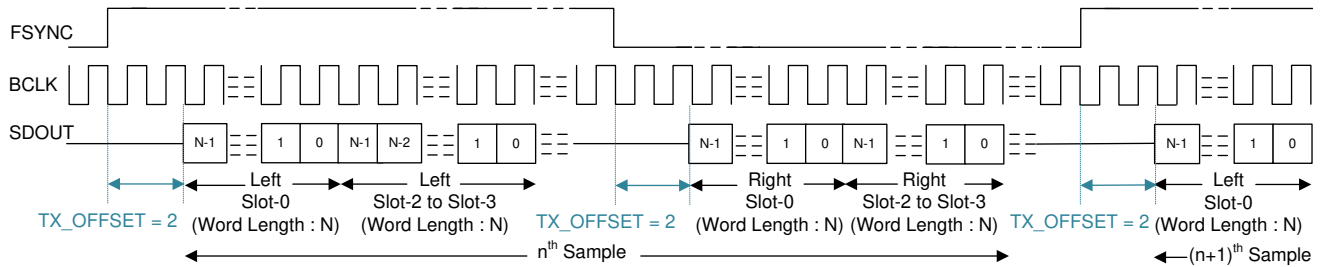 FSYNC
BCLK
SDOUT
N-1 1 0 N-1 N-2 1 0 N-1 1 0 N-1 1 0 N-1 1 0
TX_OFFSET = 2
Left
Slot-0
(Word Length : N)
Left
Slot-2 to Slot-3
(Word Length : N)
TX_OFFSET = 2
Right
Slot-0
(Word Length : N)
Right
Slot-2 to Slot-3
(Word Length : N)
TX_OFFSET = 2
Left
Slot-0
(Word Length : N)
nth Sample
(n+1)th Sample